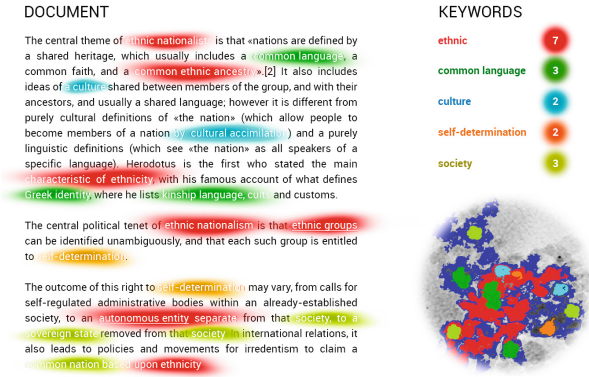 DOCUMENT
The central theme of ethnic nationalist is that «nations are defined by
a shared heritage, which usually includes a common language, a
common faith, and a common ethnic ancestry».[2] It also includes
ideas of a culture shared between members of the group, and with their
ancestors, and usually a shared language; however it is different from
purely cultural definitions of «the nation» (which allow people to
become members of a nation by cultural accimilation) and a purely
linguistic definitions (which see «the nation» as all speakers of a
specific language). Herodotus is the first who stated the main
characteristic of ethnicity, with his famous account of what defines
Greek identity, where he lists kinship language, cult and customs.
The central political tenet of ethnic nationalism is that ethnic groups
can be identified unambiguously, and that each such group is entitled
to self-determination.
The outcome of this right to self-determination may vary, from calls for
self-regulated administrative bodies within an already-established
society, to an autonomous entity separate from that society, to a
sovereign state removed from that society. In international relations, it
also leads to policies and movements for irredentism to claim a
common nation based upon ethnicity
KEYWORDS
ethnic 7
common language 3
culture 2
self-determination 2
society 3